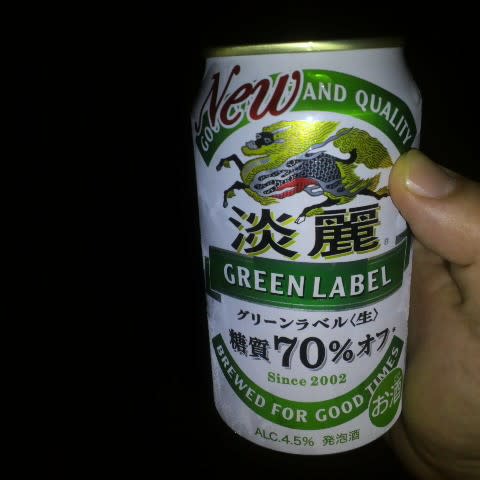 New
GOOD AND QUALITY
淡麗®
GREEN LABEL
グリーンラベル〈生〉
糖質70%オフ*
Since 2002
BREWED FOR GOOD TIMES
お酒
ALC.4.5% 発泡酒